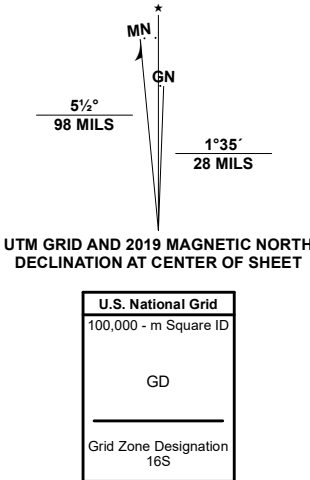 MN
GN
5½°
98 MILS
1°35´
28 MILS
UTM GRID AND 2019 MAGNETIC NORTH
DECLINATION AT CENTER OF SHEET
U.S. National Grid
100,000 - m Square ID
GD
Grid Zone Designation
16S